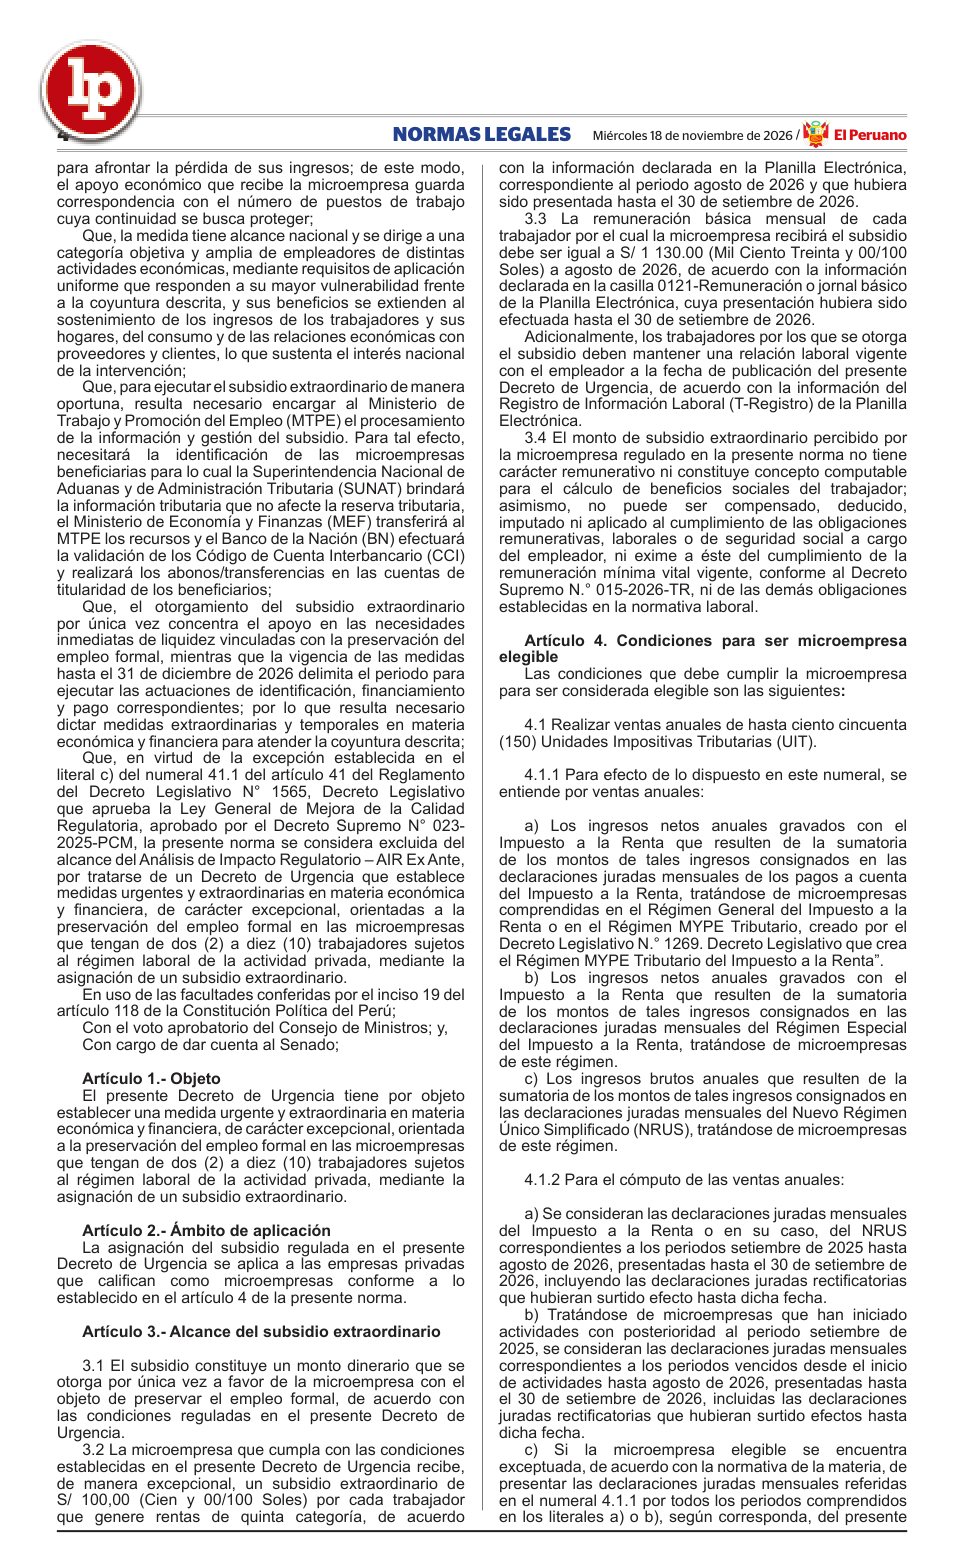 lp
4
NORMAS LEGALES
Miércoles 18 de noviembre de 2026 /
El Peruano
para afrontar la pérdida de sus ingresos; de este modo,
el apoyo económico que recibe la microempresa guarda
correspondencia con el número de puestos de trabajo
cuya continuidad se busca proteger;
Que, la medida tiene alcance nacional y se dirige a una
categoría objetiva y amplia de empleadores de distintas
actividades económicas, mediante requisitos de aplicación
uniforme que responden a su mayor vulnerabilidad frente
a la coyuntura descrita, y sus beneficios se extienden al
sostenimiento de los ingresos de los trabajadores y sus
hogares, del consumo y de las relaciones económicas con
proveedores y clientes, lo que sustenta el interés nacional
de la intervención;
Que, para ejecutar el subsidio extraordinario de manera
oportuna, resulta necesario encargar al Ministerio de
Trabajo y Promoción del Empleo (MTPE) el procesamiento
de la información y gestión del subsidio. Para tal efecto,
necesitará la identificación de las microempresas
beneficiarias para lo cual la Superintendencia Nacional de
Aduanas y de Administración Tributaria (SUNAT) brindará
la información tributaria que no afecte la reserva tributaria,
el Ministerio de Economía y Finanzas (MEF) transferirá al
MTPE los recursos y el Banco de la Nación (BN) efectuará
la validación de los Código de Cuenta Interbancario (CCI)
y realizará los abonos/transferencias en las cuentas de
titularidad de los beneficiarios;
Que, el otorgamiento del subsidio extraordinario
por única vez concentra el apoyo en las necesidades
inmediatas de liquidez vinculadas con la preservación del
empleo formal, mientras que la vigencia de las medidas
hasta el 31 de diciembre de 2026 delimita el periodo para
ejecutar las actuaciones de identificación, financiamiento
y pago correspondientes; por lo que resulta necesario
dictar medidas extraordinarias y temporales en materia
económica y financiera para atender la coyuntura descrita;
Que, en virtud de la excepción establecida en el
literal c) del numeral 41.1 del artículo 41 del Reglamento
del Decreto Legislativo N° 1565, Decreto Legislativo
que aprueba la Ley General de Mejora de la Calidad
Regulatoria, aprobado por el Decreto Supremo N° 023-
2025-PCM, la presente norma se considera excluida del
alcance del Análisis de Impacto Regulatorio – AIR Ex Ante,
por tratarse de un Decreto de Urgencia que establece
medidas urgentes y extraordinarias en materia económica
y financiera, de carácter excepcional, orientadas a la
preservación del empleo formal en las microempresas
que tengan de dos (2) a diez (10) trabajadores sujetos
al régimen laboral de la actividad privada, mediante la
asignación de un subsidio extraordinario.
En uso de las facultades conferidas por el inciso 19 del
artículo 118 de la Constitución Política del Perú;
Con el voto aprobatorio del Consejo de Ministros; y,
Con cargo de dar cuenta al Senado;
Artículo 1.- Objeto
El presente Decreto de Urgencia tiene por objeto
establecer una medida urgente y extraordinaria en materia
económica y financiera, de carácter excepcional, orientada
a la preservación del empleo formal en las microempresas
que tengan de dos (2) a diez (10) trabajadores sujetos
al régimen laboral de la actividad privada, mediante la
asignación de un subsidio extraordinario.
Artículo 2.- Ámbito de aplicación
La asignación del subsidio regulada en el presente
Decreto de Urgencia se aplica a las empresas privadas
que califican como microempresas conforme a lo
establecido en el artículo 4 de la presente norma.
Artículo 3.- Alcance del subsidio extraordinario
3.1 El subsidio constituye un monto dinerario que se
otorga por única vez a favor de la microempresa con el
objeto de preservar el empleo formal, de acuerdo con
las condiciones reguladas en el presente Decreto de
Urgencia.
3.2 La microempresa que cumpla con las condiciones
establecidas en el presente Decreto de Urgencia recibe,
de manera excepcional, un subsidio extraordinario de
S/ 100,00 (Cien y 00/100 Soles) por cada trabajador
que genere rentas de quinta categoría, de acuerdo
con la información declarada en la Planilla Electrónica,
correspondiente al periodo agosto de 2026 y que hubiera
sido presentada hasta el 30 de setiembre de 2026.
3.3 La remuneración básica mensual de cada
trabajador por el cual la microempresa recibirá el subsidio
debe ser igual a S/ 1 130.00 (Mil Ciento Treinta y 00/100
Soles) a agosto de 2026, de acuerdo con la información
declarada en la casilla 0121-Remuneración o jornal básico
de la Planilla Electrónica, cuya presentación hubiera sido
efectuada hasta el 30 de setiembre de 2026.
Adicionalmente, los trabajadores por los que se otorga
el subsidio deben mantener una relación laboral vigente
con el empleador a la fecha de publicación del presente
Decreto de Urgencia, de acuerdo con la información del
Registro de Información Laboral (T-Registro) de la Planilla
Electrónica.
3.4 El monto de subsidio extraordinario percibido por
la microempresa regulado en la presente norma no tiene
carácter remunerativo ni constituye concepto computable
para el cálculo de beneficios sociales del trabajador;
asimismo, no puede ser compensado, deducido,
imputado ni aplicado al cumplimiento de las obligaciones
remunerativas, laborales o de seguridad social a cargo
del empleador, ni exime a éste del cumplimiento de la
remuneración mínima vital vigente, conforme al Decreto
Supremo N.° 015-2026-TR, ni de las demás obligaciones
establecidas en la normativa laboral.
Artículo 4. Condiciones para ser microempresa
elegible
Las condiciones que debe cumplir la microempresa
para ser considerada elegible son las siguientes:
4.1 Realizar ventas anuales de hasta ciento cincuenta
(150) Unidades Impositivas Tributarias (UIT).
4.1.1 Para efecto de lo dispuesto en este numeral, se
entiende por ventas anuales:
a) Los ingresos netos anuales gravados con el
Impuesto a la Renta que resulten de la sumatoria
de los montos de tales ingresos consignados en las
declaraciones juradas mensuales de los pagos a cuenta
del Impuesto a la Renta, tratándose de microempresas
comprendidas en el Régimen General del Impuesto a la
Renta o en el Régimen MYPE Tributario, creado por el
Decreto Legislativo N.° 1269. Decreto Legislativo que crea
el Régimen MYPE Tributario del Impuesto a la Renta”.
b) Los ingresos netos anuales gravados con el
Impuesto a la Renta que resulten de la sumatoria
de los montos de tales ingresos consignados en las
declaraciones juradas mensuales del Régimen Especial
del Impuesto a la Renta, tratándose de microempresas
de este régimen.
c) Los ingresos brutos anuales que resulten de la
sumatoria de los montos de tales ingresos consignados en
las declaraciones juradas mensuales del Nuevo Régimen
Único Simplificado (NRUS), tratándose de microempresas
de este régimen.
4.1.2 Para el cómputo de las ventas anuales:
a) Se consideran las declaraciones juradas mensuales
del Impuesto a la Renta o en su caso, del NRUS
correspondientes a los periodos setiembre de 2025 hasta
agosto de 2026, presentadas hasta el 30 de setiembre de
2026, incluyendo las declaraciones juradas rectificatorias
que hubieran surtido efecto hasta dicha fecha.
b) Tratándose de microempresas que han iniciado
actividades con posterioridad al periodo setiembre de
2025, se consideran las declaraciones juradas mensuales
correspondientes a los periodos vencidos desde el inicio
de actividades hasta agosto de 2026, presentadas hasta
el 30 de setiembre de 2026, incluidas las declaraciones
juradas rectificatorias que hubieran surtido efectos hasta
dicha fecha.
c) Si la microempresa elegible se encuentra
exceptuada, de acuerdo con la normativa de la materia, de
presentar las declaraciones juradas mensuales referidas
en el numeral 4.1.1 por todos los periodos comprendidos
en los literales a) o b), según corresponda, del presente